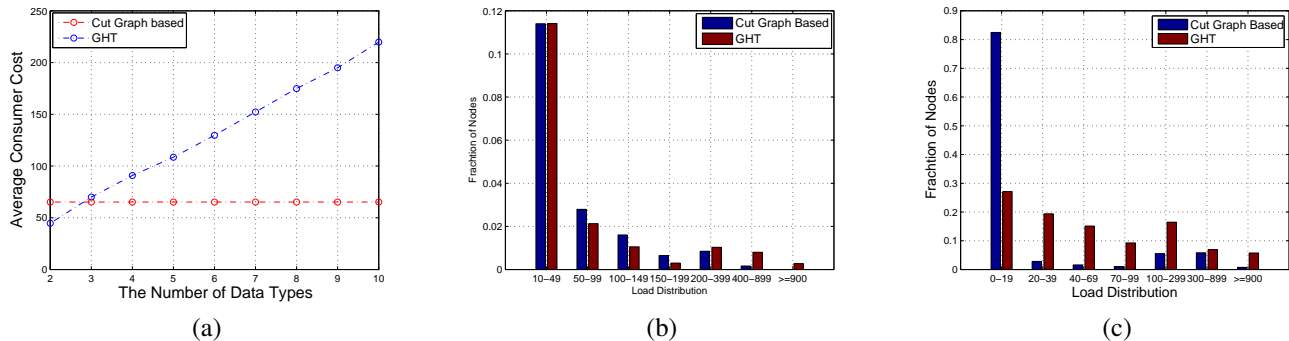 250
200
150
100
50
0
Average Consumer Cost
Cut Graph based
GHT
2 3 4 5 6 7 8 9 10
The Number of Data Types
(a)
0.12
0.1
0.08
0.06
0.04
0.02
0
Frachtion of Nodes
Cut Graph Based
GHT
10−49 50−99 100−149 150−199 200−399 400−899 >=900
Load Distribution
(b)
0.9
0.8
0.7
0.6
0.5
0.4
0.3
0.2
0.1
0
Frachtion of Nodes
Cut Graph Based
GHT
0−19 20−39 40−69 70−99 100−299 300−899 >=900
Load Distribution
(c)